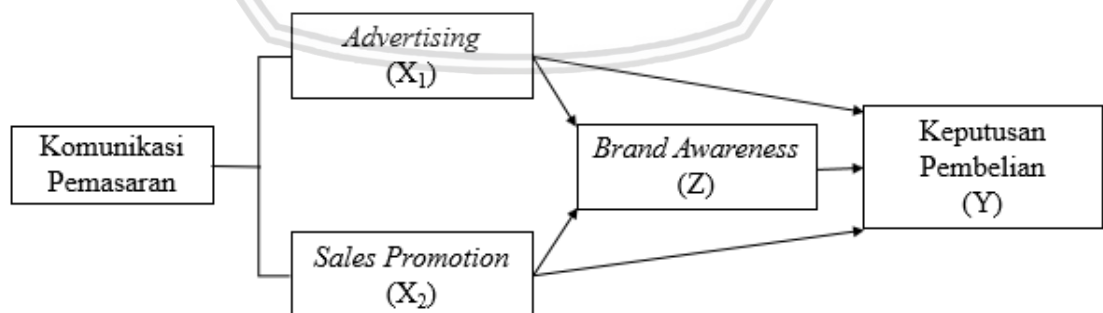 Advertising
(X₁)
Komunikasi
Pemasaran
Brand Awareness
(Z)
Keputusan
Pembelian
(Y)
Sales Promotion
(X₂)